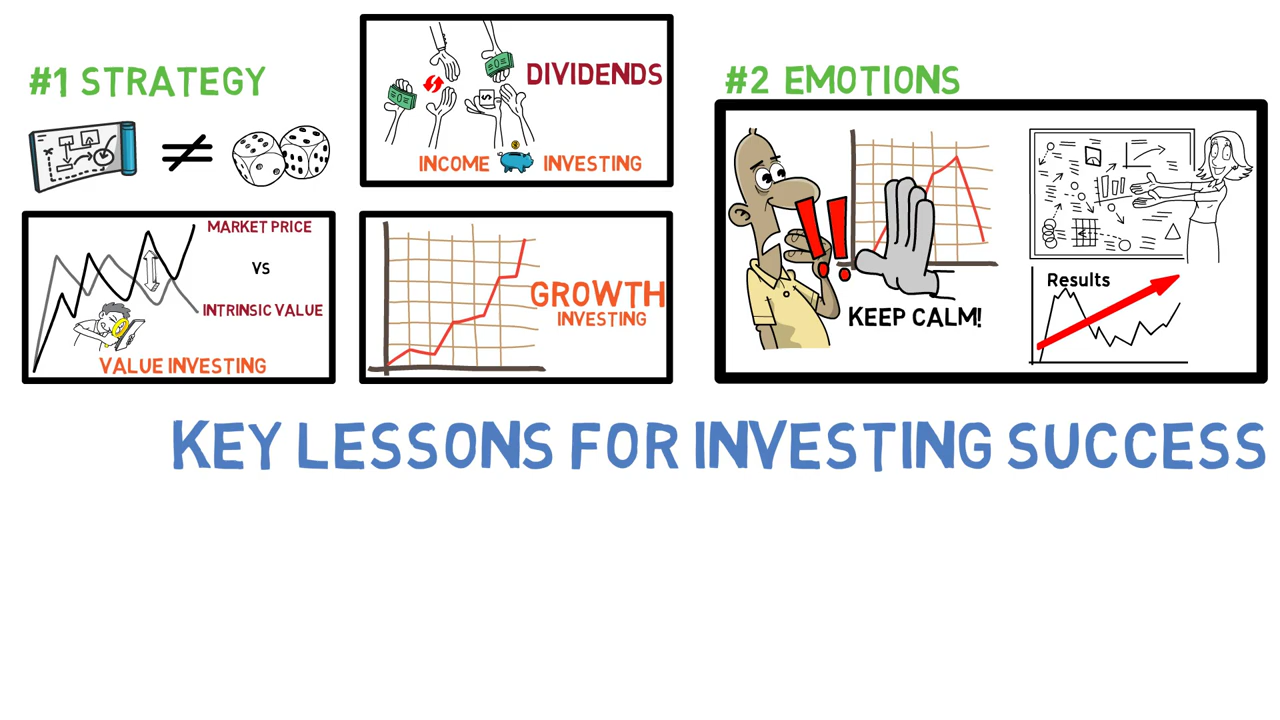 #1 STRATEGY
DIVIDENDS
INCOME INVESTING
MARKET PRICE
VS
INTRINSIC VALUE
VALUE INVESTING
GROWTH
INVESTING
#2 EMOTIONS
!!
KEEP CALM!
Results
KEY LESSONS FOR INVESTING SUCCESS